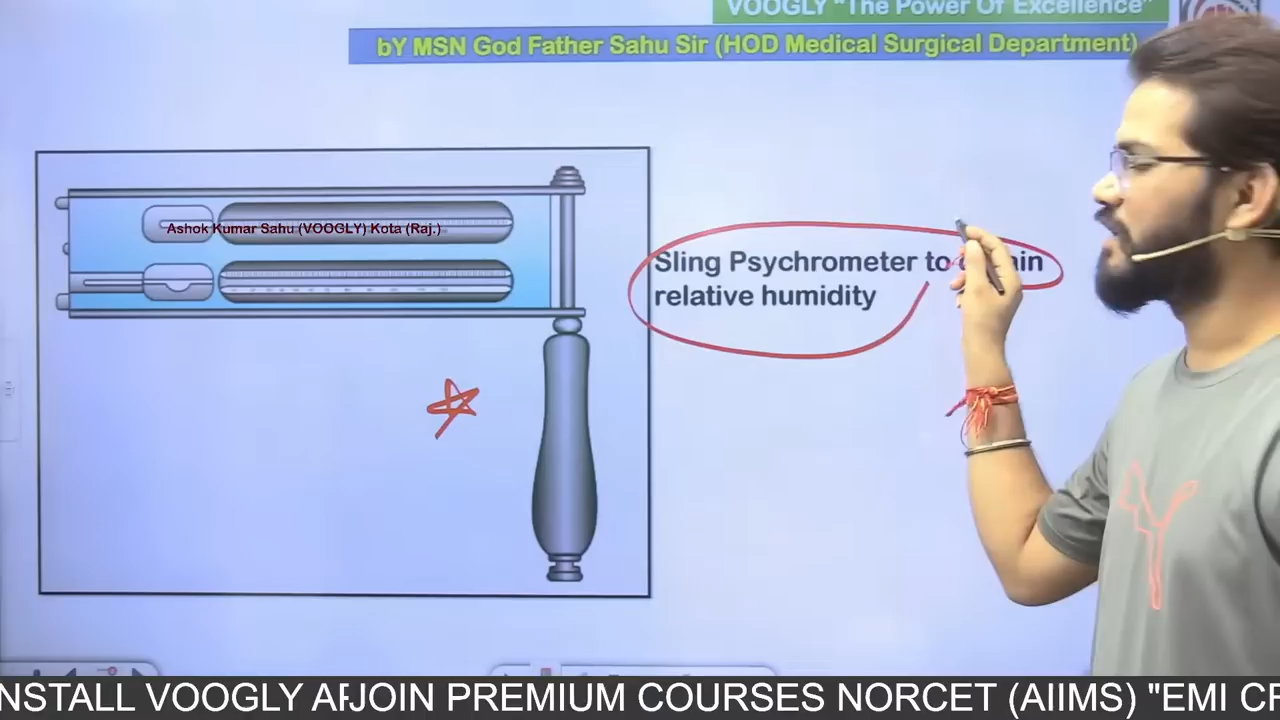 VOOGLY "The Power Of Excellence"
bY MSN God Father Sahu Sir (HOD Medical Surgical Department)
Ashok Kumar Sahu (VOOGLY) Kota (Raj.)
Sling Psychrometer to
relative humidity
NSTALL VOOGLY AFJOIN PREMIUM COURSES NORCET (AIIMS) "EMI